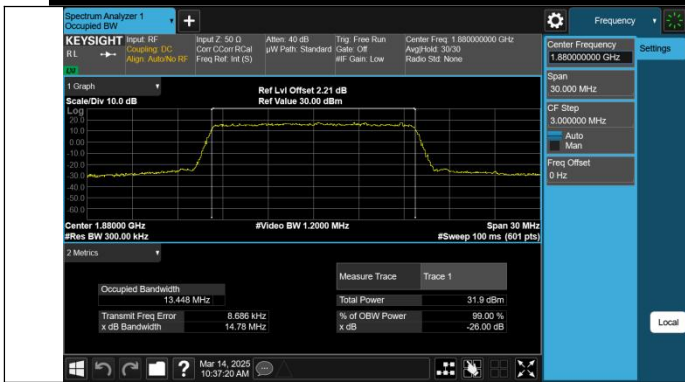 Spectrum Analyzer 1
Occupied BW
Frequency
KEYSIGHT
RL
Input: RF
Coupling: DC
Align: Auto/No RF
Input Z: 50 Ω
Corr CCorr RCal
Freq Ref: Int (S)
Atten: 40 dB
µW Path: Standard
Trig: Free Run
Gate: Off
#IF Gain: Low
Center Freq: 1.880000000 GHz
Avg|Hold: 30/30
Radio Std: None
LV
Center Frequency
1.880000000 GHz
Settings
Span
30.000 MHz
CF Step
3.000000 MHz
Auto
Man
Freq Offset
0 Hz
1 Graph
Scale/Div 10.0 dB
Ref Lvl Offset 2.21 dB
Ref Value 30.00 dBm
Log
20.0
10.0
0.00
-10.0
-20.0
-30.0
-40.0
-50.0
-60.0
Center 1.88000 GHz
#Video BW 1.2000 MHz
Span 30 MHz
#Res BW 300.00 kHz
#Sweep 100 ms (601 pts)
2 Metrics
Measure Trace
Trace 1
Occupied Bandwidth
13.448 MHz
Total Power
31.9 dBm
Transmit Freq Error
8.686 kHz
% of OBW Power
99.00 %
x dB Bandwidth
14.78 MHz
x dB
-26.00 dB
Local
Mar 14, 2025
10:37:20 AM